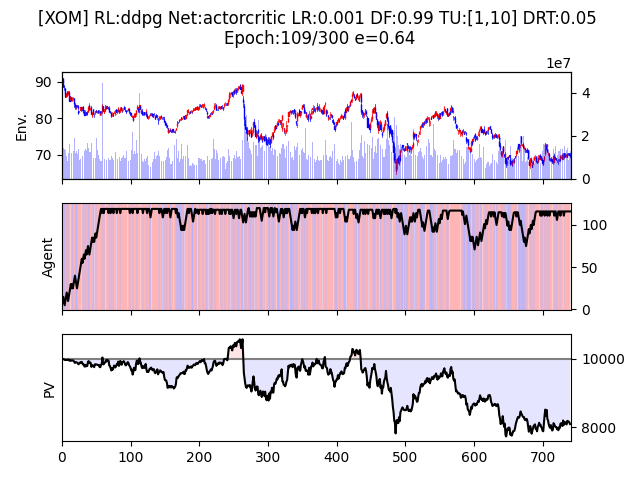 [XOM] RL:ddpg Net:actorcritic LR:0.001 DF:0.99 TU:[1,10] DRT:0.05
Epoch:109/300 e=0.64
1e7
Env.
90
80
70
4
2
0
Agent
100
50
0
PV
10000
8000
0 100 200 300 400 500 600 700